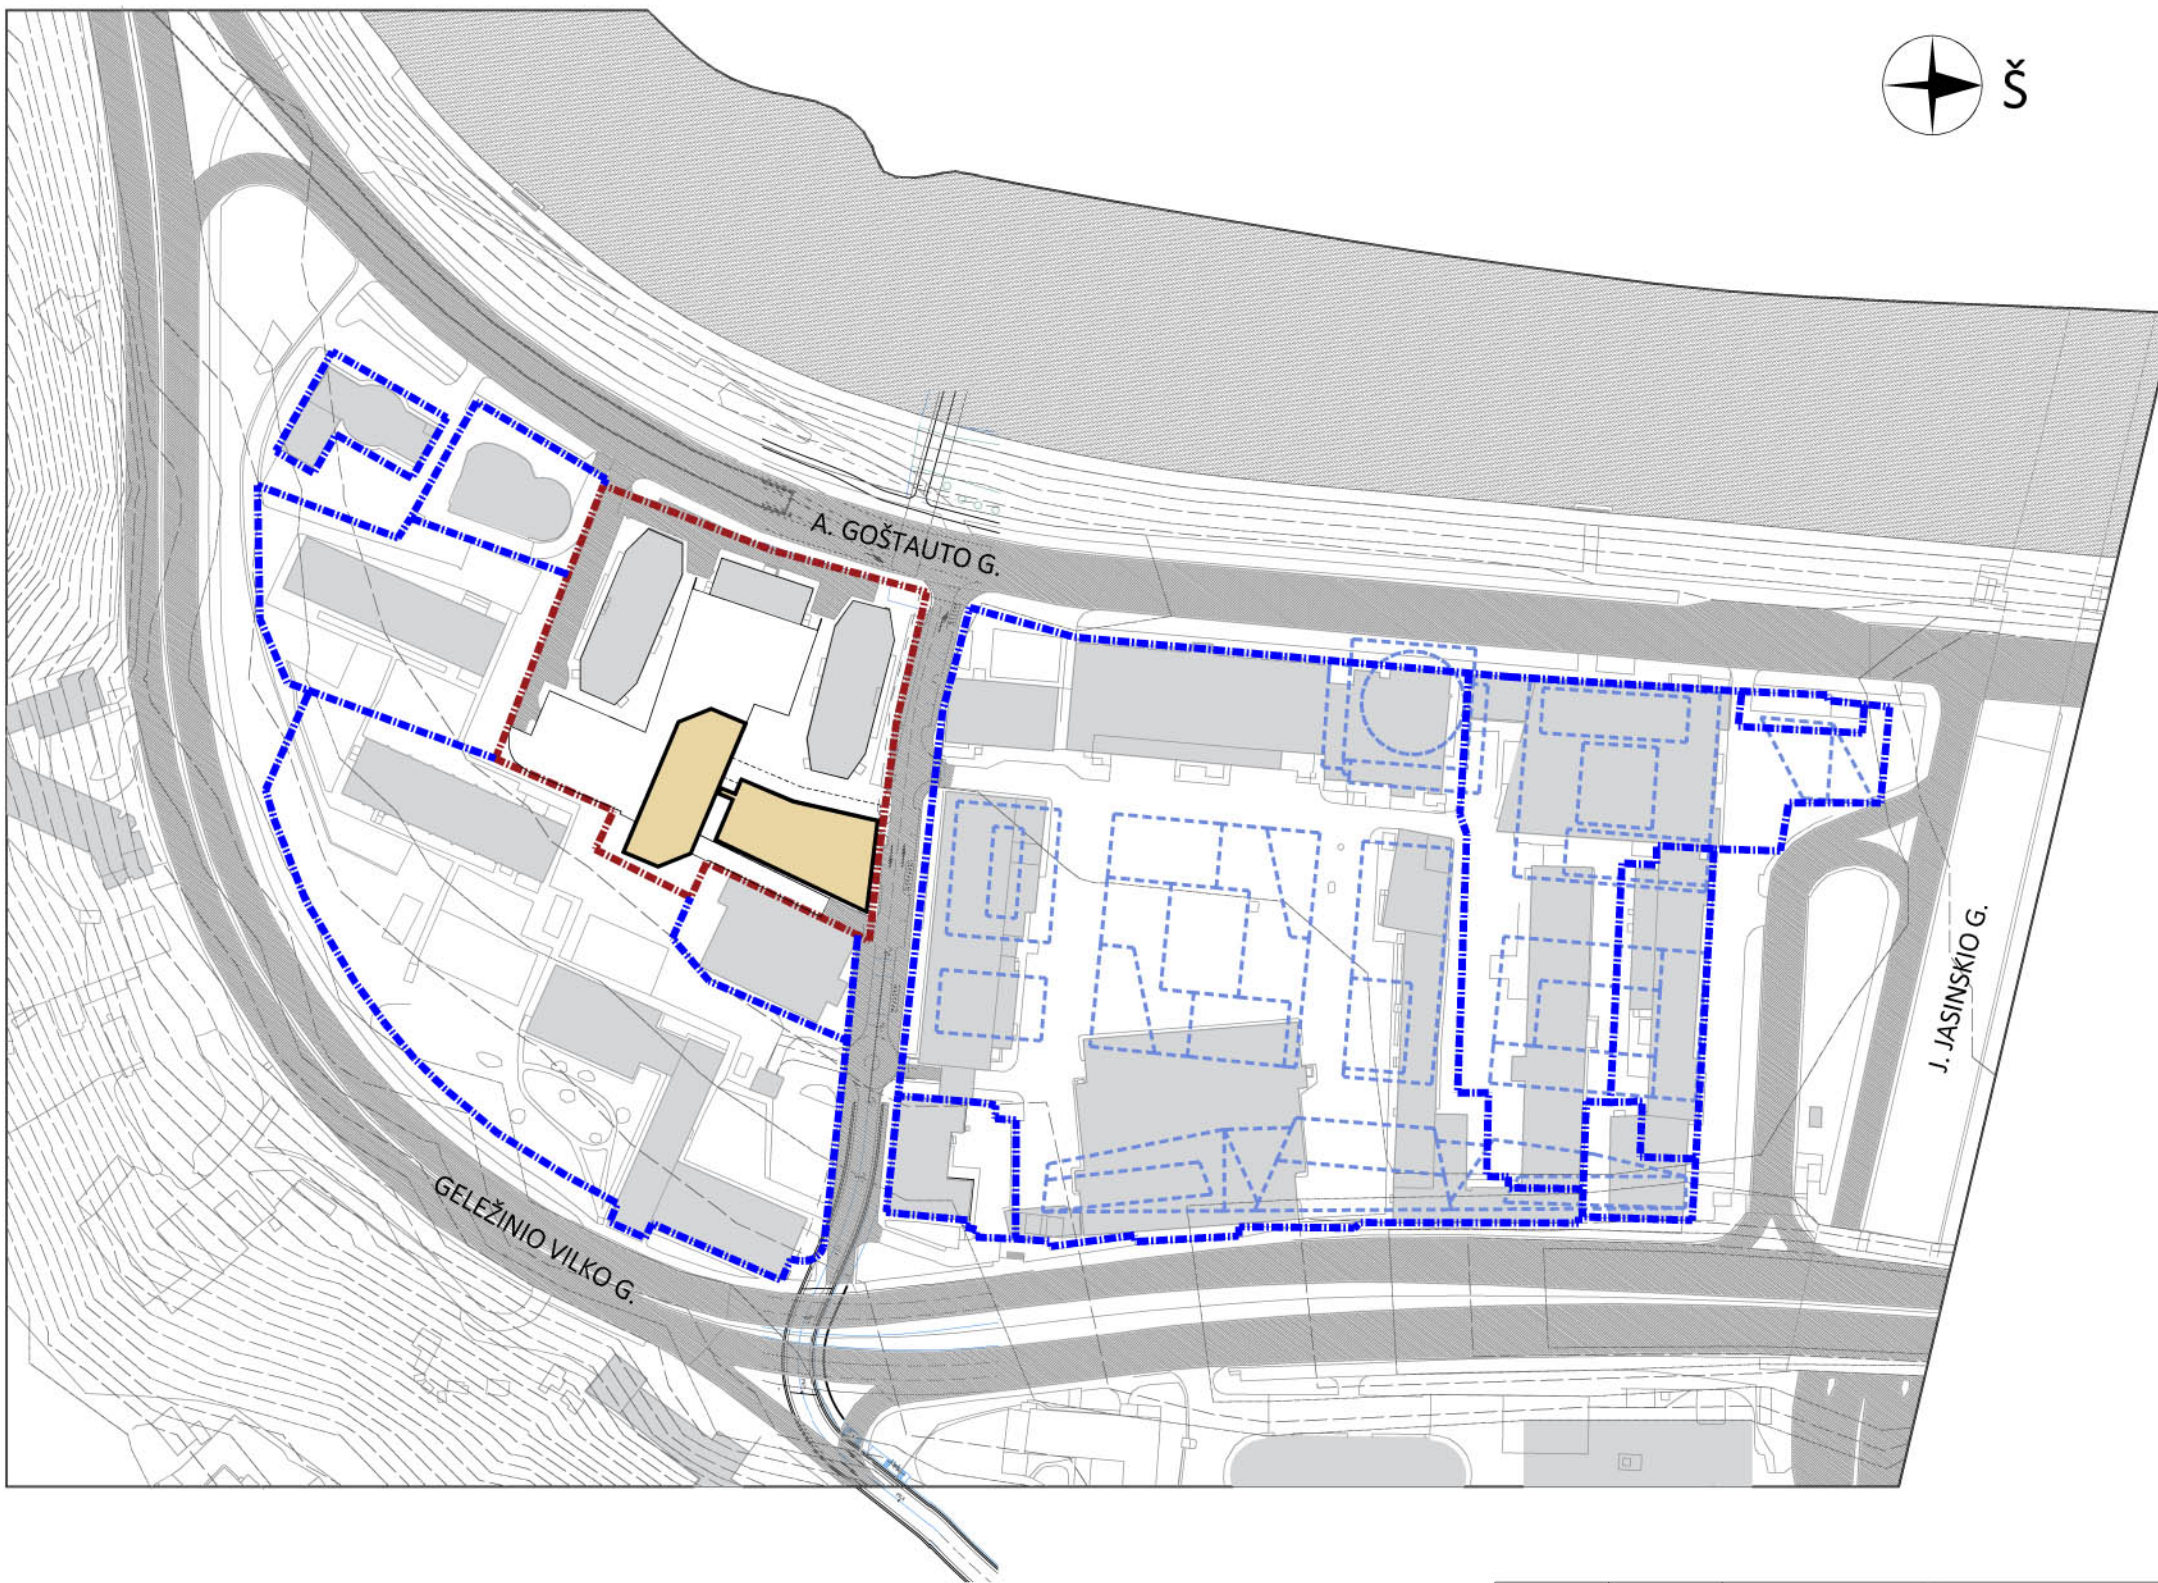 Š
A. GOŠTAUTO G.
J. JASINSKIO G.
GELEŽINIO VILKO G.